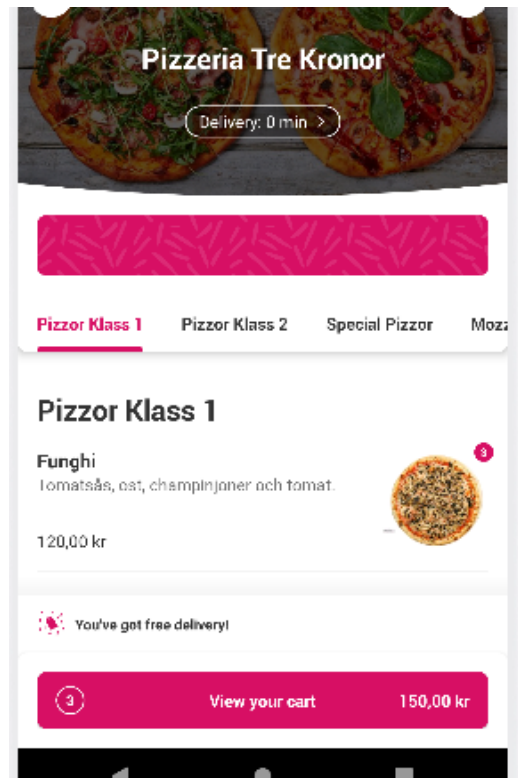 Pizzeria Tre Kronor
Delivery: 0 min >
Pizzor Klass 1 Pizzor Klass 2 Special Pizzor Mozz
Pizzor Klass 1
Funghi
3
Tomatsås, ost, champinjoner och tomat.
120,00 kr
You've got free delivery!
3 View your cart 150,00 kr